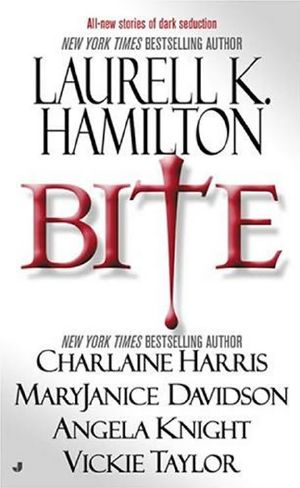 All-new stories of dark seduction
NEW YORK TIMES BESTSELLING AUTHOR
LAURELL K.
HAMILTON
BITE
NEW YORK TIMES BESTSELLING AUTHOR
CHARLAINE HARRIS
MARYJANICE DAVIDSON
ANGELA KNIGHT
VICKIE TAYLOR
J